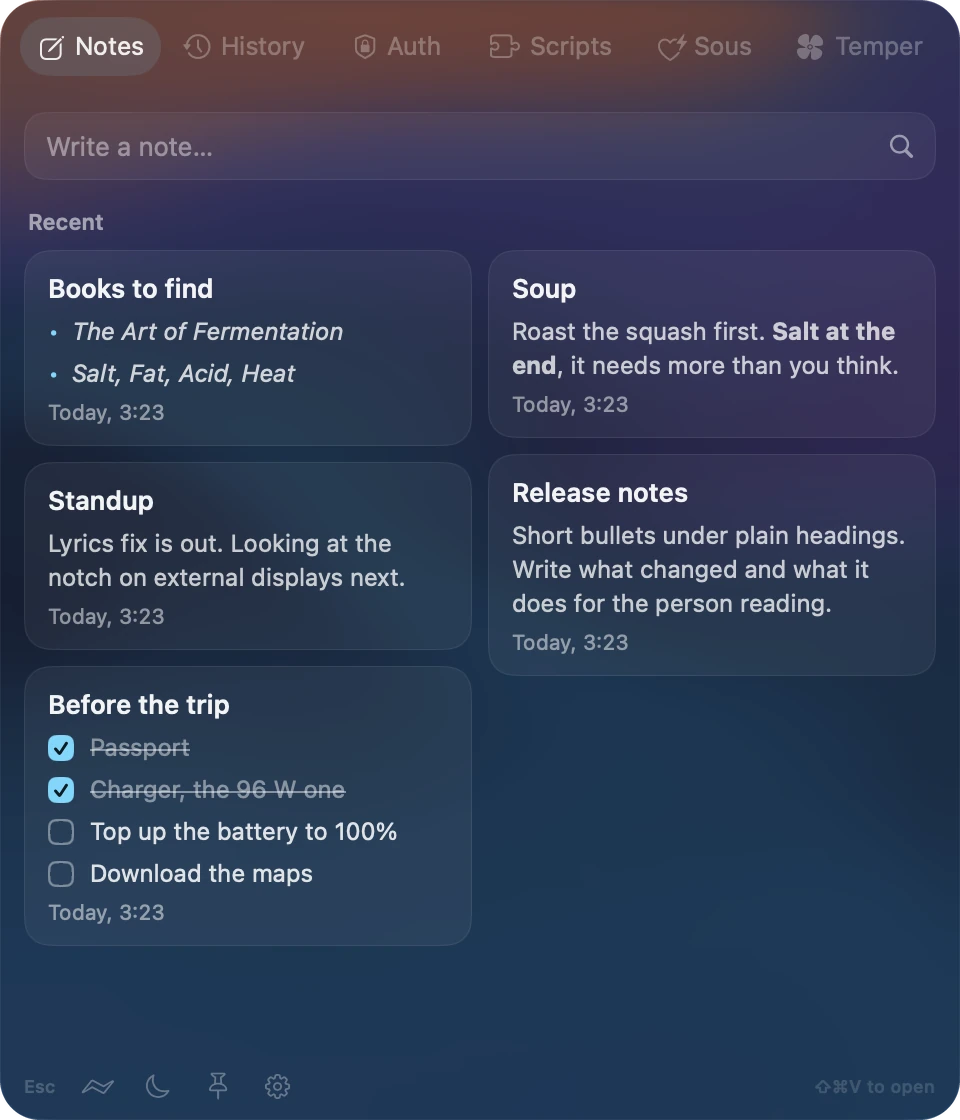 Notes
History
Auth
Scripts
Sous
Temper
Write a note...
Recent
Books to find
• The Art of Fermentation
• Salt, Fat, Acid, Heat
Today, 3:23
Soup
Roast the squash first. Salt at the
end, it needs more than you think.
Today, 3:23
Standup
Lyrics fix is out. Looking at the
notch on external displays next.
Today, 3:23
Release notes
Short bullets under plain headings.
Write what changed and what it
does for the person reading.
Today, 3:23
Before the trip
Passport
Charger, the 96 W one
Top up the battery to 100%
Download the maps
Today, 3:23
Esc
⇧⌘V to open